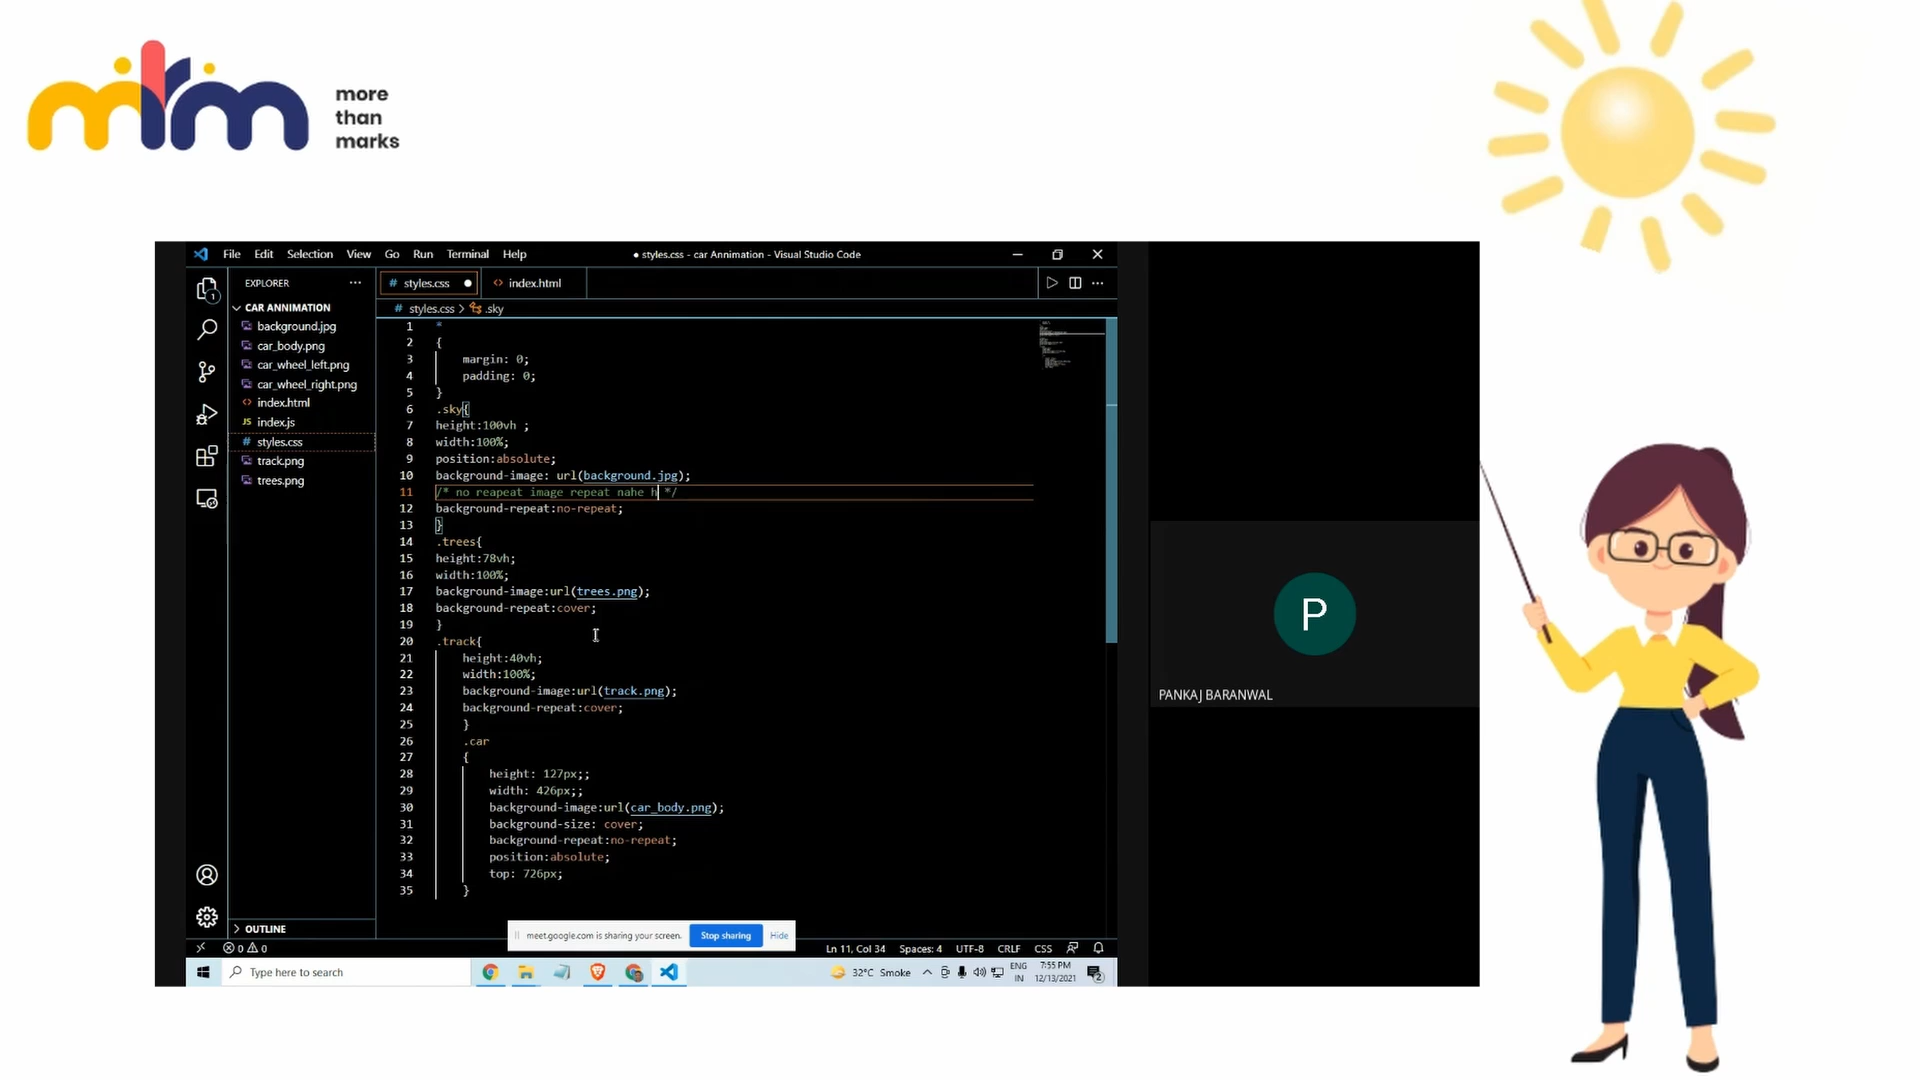 mtm
more
than
marks
File Edit Selection View Go Run Terminal Help
● styles.css - car Annimation - Visual Studio Code
EXPLORER
# styles.css ●
<> index.html
1
CAR ANNIMATION
background.jpg
car_body.png
car_wheel_left.png
car_wheel_right.png
<> index.html
JS index.js
# styles.css
track.png
trees.png
OUTLINE
# styles.css > .sky
1 *
2 {
3 margin: 0;
4 padding: 0;
5 }
6 .sky{
7 height:100vh ;
8 width:100%;
9 position:absolute;
10 background-image: url(background.jpg);
11 /* no reapeat image repeat nahe h */
12 background-repeat:no-repeat;
13 }
14 .trees{
15 height:78vh;
16 width:100%;
17 background-image:url(trees.png);
18 background-repeat:cover;
19 }
20 .track{
21 height:40vh;
22 width:100%;
23 background-image:url(track.png);
24 background-repeat:cover;
25 }
26 .car
27 {
28 height: 127px;;
29 width: 426px;;
30 background-image:url(car_body.png);
31 background-size: cover;
32 background-repeat:no-repeat;
33 position:absolute;
34 top: 726px;
35 }
meet.google.com is sharing your screen. Stop sharing Hide
0 0
Ln 11, Col 34 Spaces: 4 UTF-8 CRLF CSS
Type here to search
32°C Smoke
ENG
IN
7:55 PM
12/13/2021
2
P
PANKAJ BARANWAL